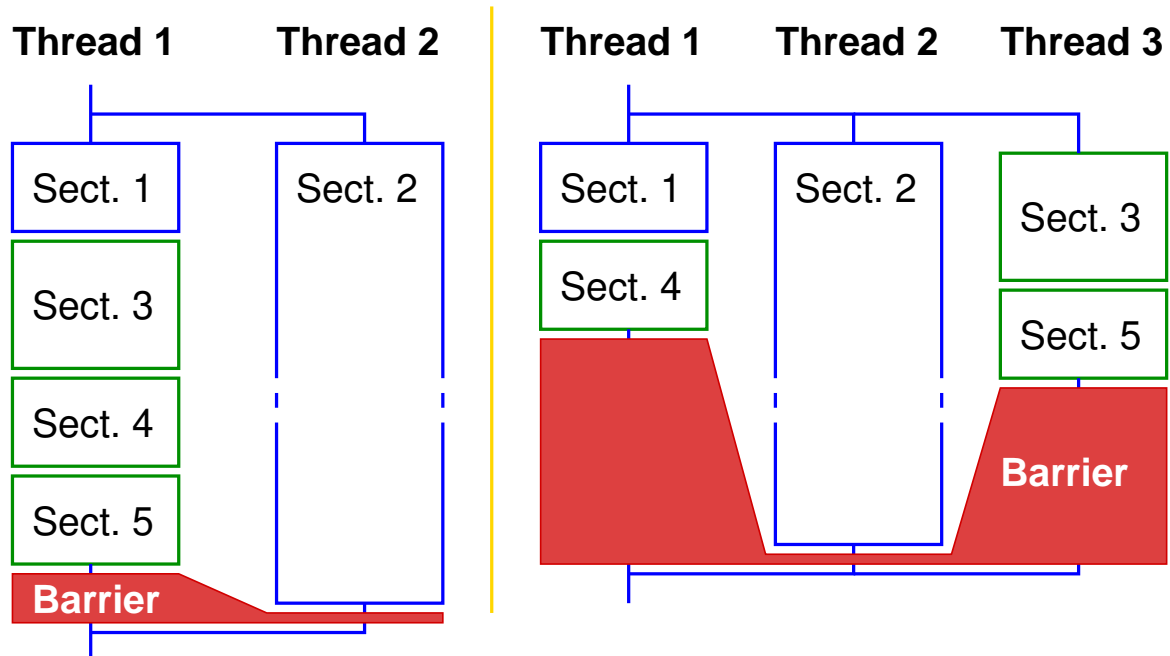 Thread 1 Thread 2
Sect. 1 Sect. 2
Sect. 3
Sect. 4
Sect. 5
Barrier
Thread 1 Thread 2 Thread 3
Sect. 1 Sect. 2 Sect. 3
Sect. 4
Sect. 5
Barrier